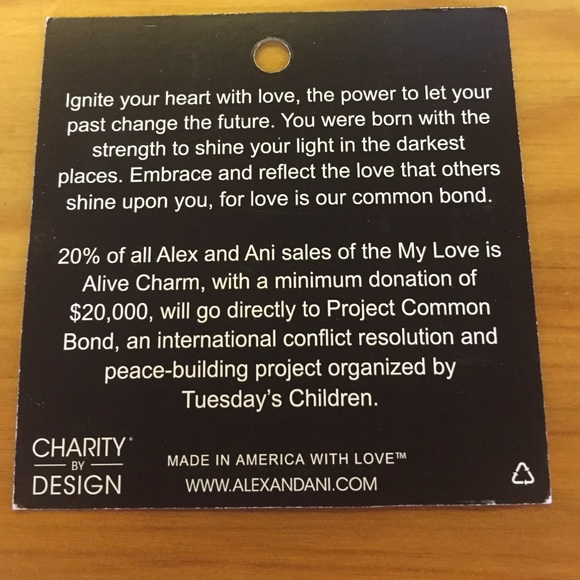 Ignite your heart with love, the power to let your
past change the future. You were born with the
strength to shine your light in the darkest
places. Embrace and reflect the love that others
shine upon you, for love is our common bond.
20% of all Alex and Ani sales of the My Love is
Alive Charm, with a minimum donation of
$20,000, will go directly to Project Common
Bond, an international conflict resolution and
peace-building project organized by
Tuesday's Children.
CHARITY®
BY
DESIGN
MADE IN AMERICA WITH LOVE™
WWW.ALEXANDANI.COM